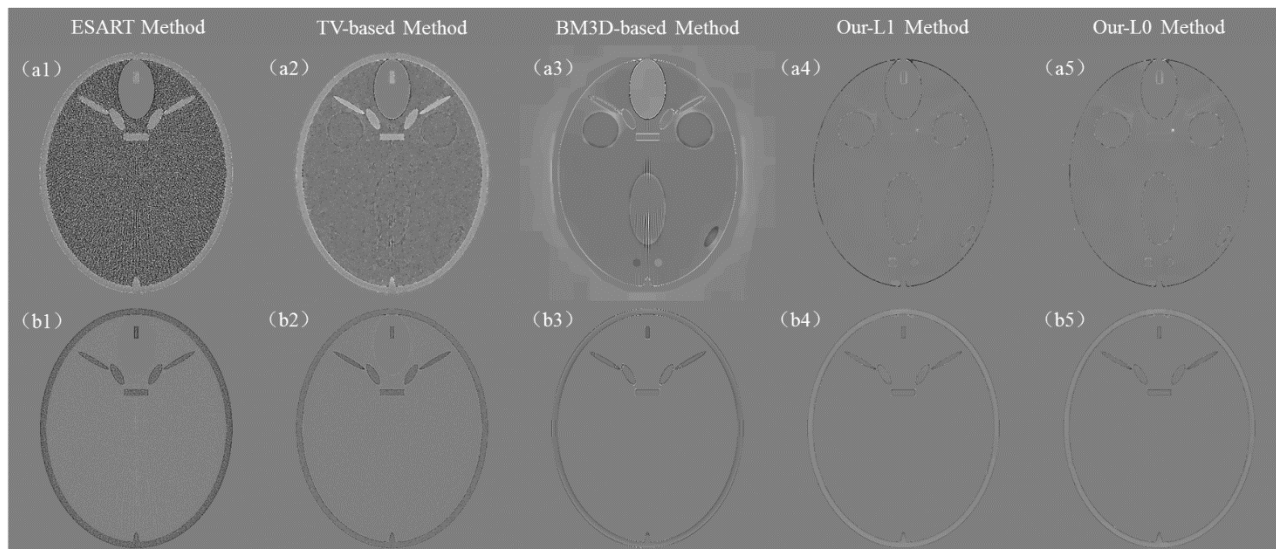 ESART Method TV-based Method BM3D-based Method Our-L1 Method Our-L0 Method
（a1） （a2） （a3） （a4） （a5）
（b1） （b2） （b3） （b4） （b5）